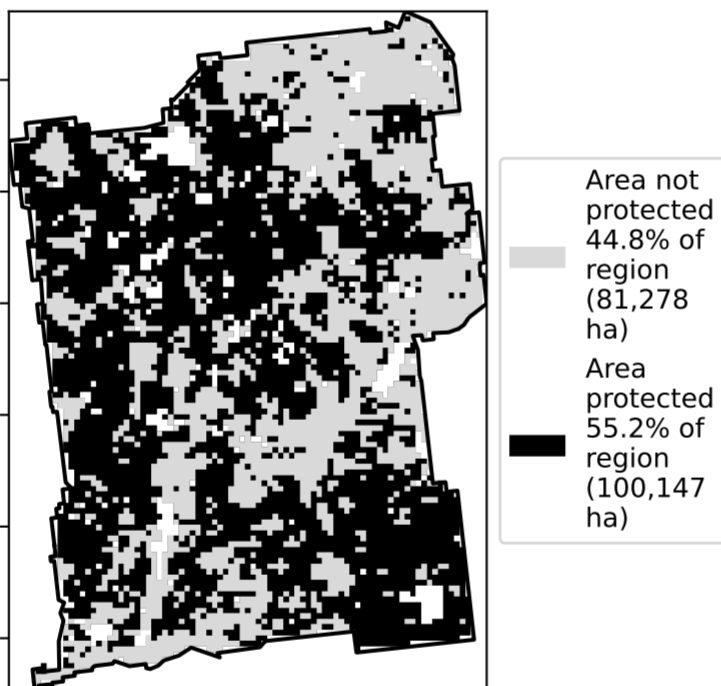 Area not
protected
44.8% of
region
(81,278
ha)
Area
protected
55.2% of
region
(100,147
ha)